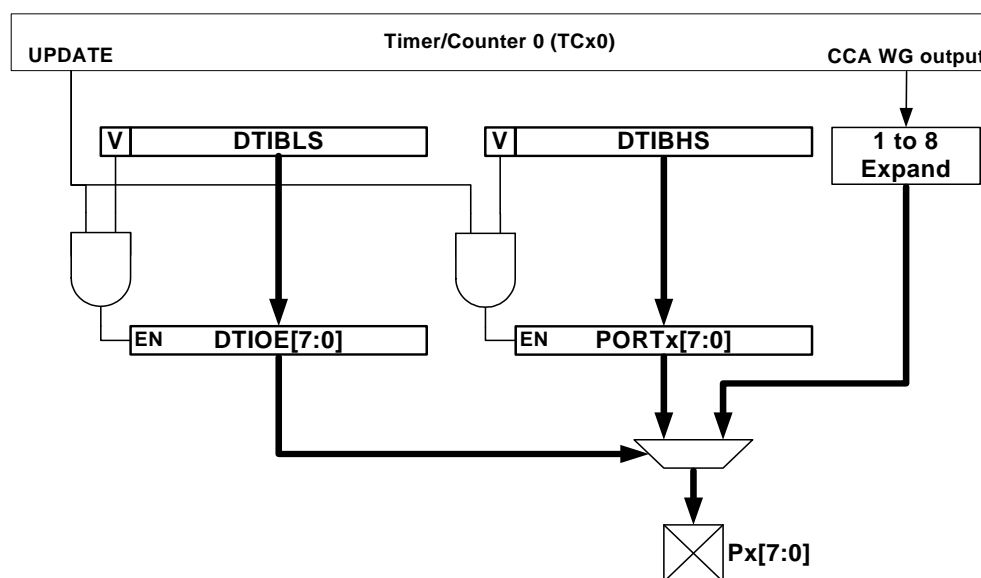 Timer/Counter 0 (TCx0)
UPDATE
CCA WG output
V
DTIBLS
V
DTIBHS
1 to 8
Expand
EN
DTIOE[7:0]
EN
PORTx[7:0]
Px[7:0]